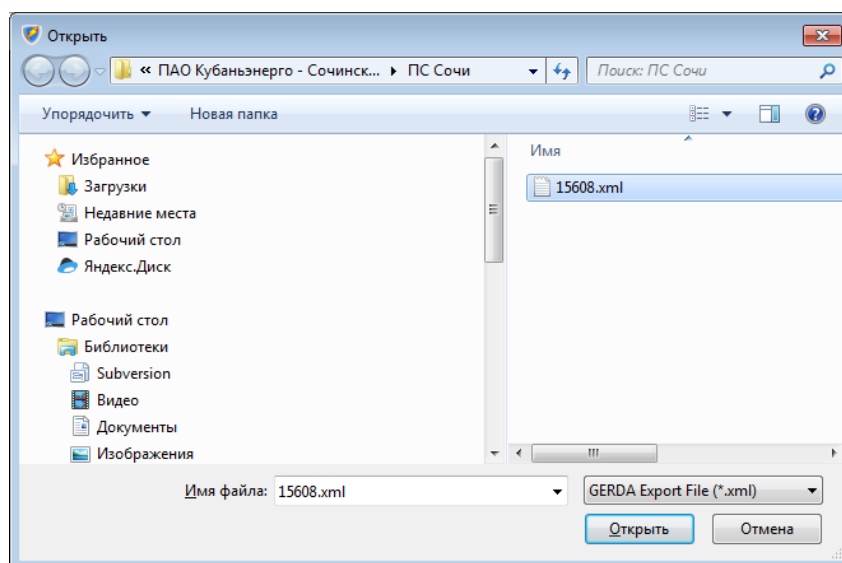 Открыть
« ПАО Кубаньэнерго - Сочинск... ▸ ПС Сочи
Поиск: ПС Сочи
Упорядочить ▼ Новая папка
Избранное
Загрузки
Недавние места
Рабочий стол
Яндекс.Диск
Рабочий стол
Библиотеки
Subversion
Видео
Документы
Изображения
Имя
15608.xml
Имя файла: 15608.xml
GERDA Export File (*.xml)
Открыть Отмена